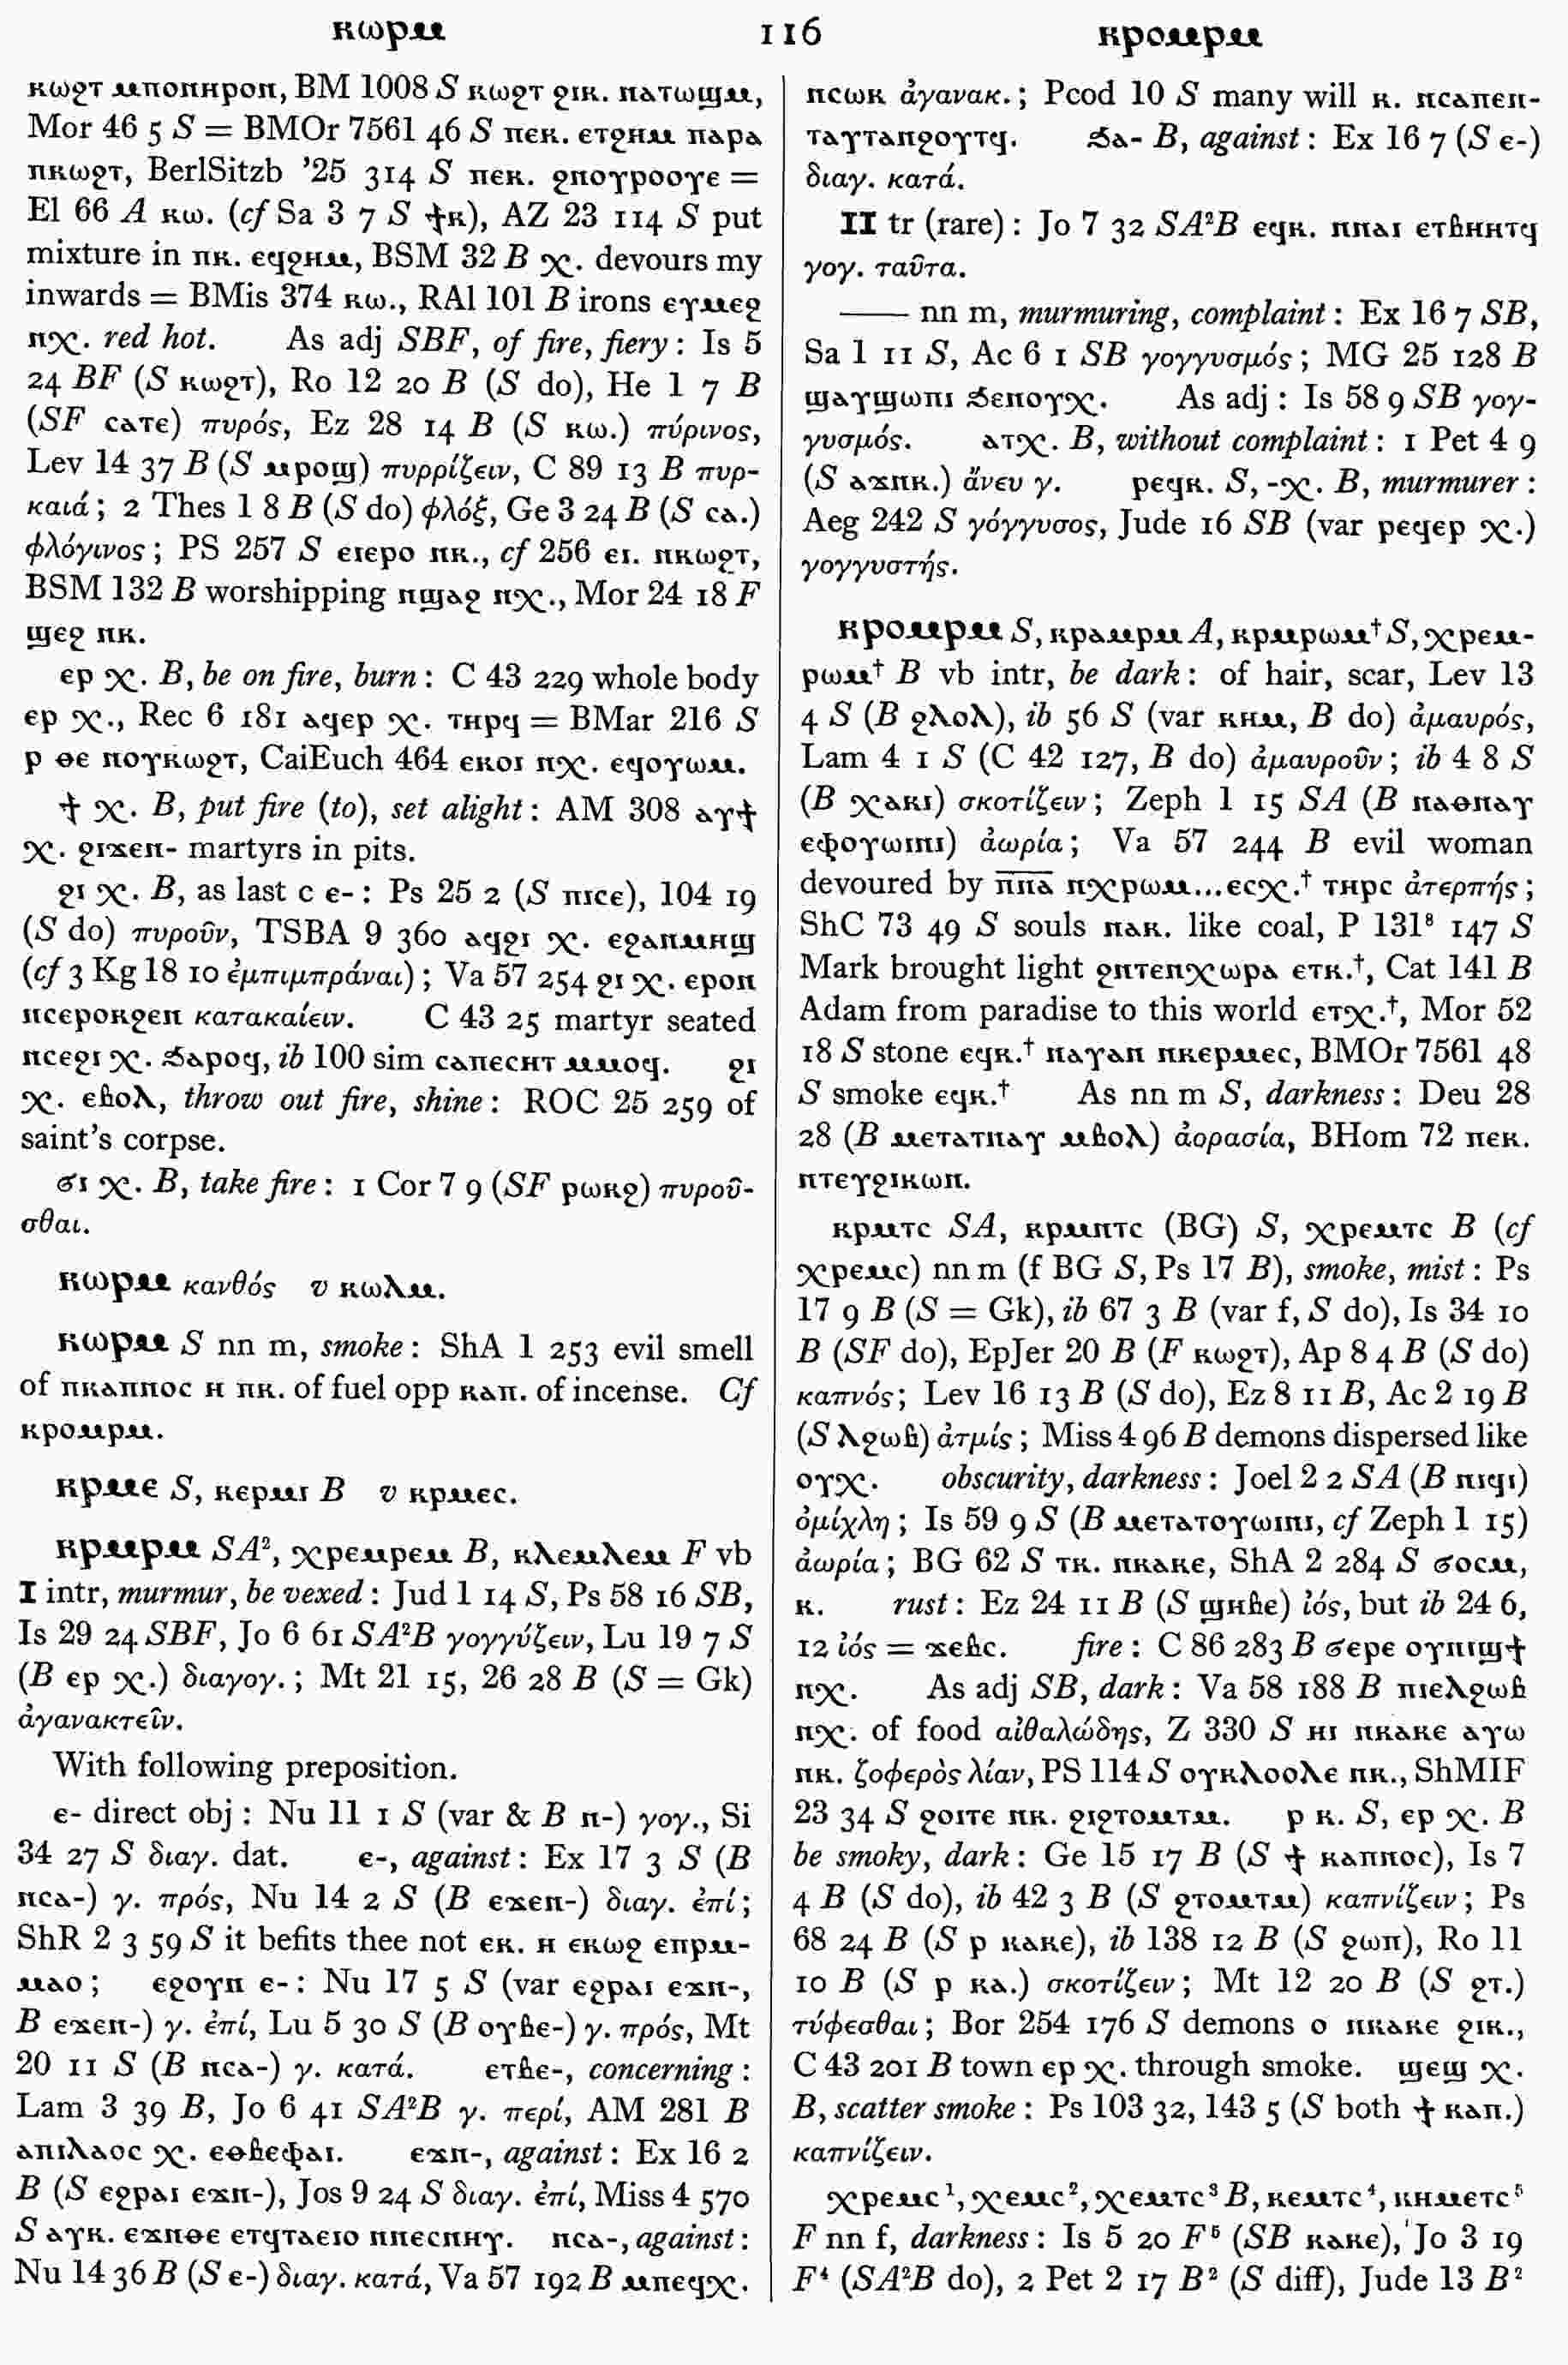 ⲕⲱⲣⲙ
116
ⲕⲣⲟⲙⲣⲙ
ⲕⲱϩⲧ ⲙⲡⲟⲛⲏⲣⲟⲛ, BM 1008 S ⲕⲱϩⲧ ϩⲓⲕ. ⲛⲁⲧⲱϣⲙ,
Mor 46 5 S = BMOr 7561 46 S ⲡⲉⲕ. ⲉⲧϩⲏⲙ ⲡⲁⲣⲁ
ⲡⲕⲱϩⲧ, BerlSitzb ’25 314 S ⲡⲉⲕ. ϩⲛⲟⲩⲣⲟⲟⲩⲉ =
El 66 A ⲕⲱ. (cf Sa 3 7 S ϯⲕ), AZ 23 114 S put
mixture in ⲡⲕ. ⲉϥϩⲏⲙ, BSM 32 B ⲭ. devours my
inwards = BMis 374 ⲕⲱ., RAl 101 B irons ⲉⲩⲙⲉϩ
ⲛⲭ. red hot. As adj SBF, of fire, fiery: Is 5
24 BF (S ⲕⲱϩⲧ), Ro 12 20 B (S do), He 1 7 B
(SF ⲥⲁⲧⲉ) πυρός, Ez 28 14 B (S ⲕⲱ.) πύρινος,
Lev 14 37 B (S ⲙⲣⲟϣ) πυρρίζειν, C 89 13 B πυρ-
καιά; 2 Thes 1 8 B (S do) φλόξ, Ge 3 24 B (S ⲥⲁ.)
φλόγινος; PS 257 S ⲉⲓⲉⲣⲟ ⲛⲕ., cf 256 ⲉⲓ. ⲛⲕⲱϩⲧ,
BSM 132 B worshipping ⲡϣⲁϩ ⲛⲭ., Mor 24 18 F
ϣⲉϩ ⲛⲕ.
ⲉⲣ ⲭ. B, be on fire, burn: C 43 229 whole body
ⲉⲣ ⲭ., Rec 6 181 ⲁϥⲉⲣ ⲭ. ⲧⲏⲣϥ = BMar 216 S
ⲣ ⲑⲉ ⲛⲟⲩⲕⲱϩⲧ, CaiEuch 464 ⲉⲕⲟⲓ ⲛⲭ. ⲉϥⲟⲩⲱⲙ.
ϯ ⲭ. B, put fire (to), set alight: AM 308 ⲁⲩϯ
ⲭ. ϩⲓϫⲉⲛ- martyrs in pits.
ϩⲓ ⲭ. B, as last c ⲉ-: Ps 25 2 (S ⲡⲓⲥⲉ), 104 19
(S do) πυροῦν, TSBA 9 360 ⲁϥϩⲓ ⲭ. ⲉϩⲁⲛⲙⲏϣ
(cf 3 Kg 18 10 ἐμπιμπράναι); Va 57 254 ϩⲓ ⲭ. ⲉⲣⲟⲛ
ⲛⲥⲉⲣⲟⲕϩⲉⲛ κατακαίειν. C 43 25 martyr seated
ⲛⲥⲉϩⲓ ⲭ. ϧⲁⲣⲟϥ, ib 100 sim ⲥⲁⲡⲉⲥⲏⲧ ⲙⲙⲟϥ. ϩⲓ
ⲭ. ⲉⲃⲟⲗ, throw out fire, shine: ROC 25 259 of
saint’s corpse.
ϭⲓ ⲭ. B, take fire: 1 Cor 7 9 (SF ⲣⲱⲕϩ) πυροῦ-
σθαι.
ⲕⲱⲣⲙ κανθός v ⲕⲱⲗⲙ.
ⲕⲱⲣⲙ S nn m, smoke: ShA 1 253 evil smell
of ⲡⲕⲁⲡⲛⲟⲥ ⲏ ⲡⲕ. of fuel opp ⲕⲁⲡ. of incense. Cf
ⲕⲣⲟⲙⲣⲙ.
ⲕⲣⲙⲉ S, ⲕⲉⲣⲙⲓ B v ⲕⲣⲙⲉⲥ.
ⲕⲣⲙⲣⲙ SA², ⲭⲣⲉⲙⲣⲉⲙ B, ⲕⲗⲉⲙⲗⲉⲙ F vb
I intr, murmur, be vexed: Jud 1 14 S, Ps 58 16 SB,
Is 29 24 SBF, Jo 6 61 SA²B γογγύζειν, Lu 19 7 S
(B ⲉⲣ ⲭ.) διαγογ.; Mt 21 15, 26 28 B (S = Gk)
ἀγανακτεῖν.
With following preposition.
ⲉ- direct obj: Nu 11 1 S (var & B ⲛ-) γογ., Si
34 27 S διαγ. dat. ⲉ-, against: Ex 17 3 S (B
ⲛⲥⲁ-) γ. πρός, Nu 14 2 S (B ⲉϫⲉⲛ-) διαγ. ἐπί;
ShR 2 3 59 S it befits thee not ⲉⲕ. ⲏ ⲉⲕⲱϩ ⲉⲡⲣⲙ-
ⲙⲁⲟ; ⲉϩⲟⲩⲛ ⲉ-: Nu 17 5 S (var ⲉϩⲣⲁⲓ ⲉϫⲛ-,
B ⲉϫⲉⲛ-) γ. ἐπί, Lu 5 30 S (B ⲟⲩⲃⲉ-) γ. πρός, Mt
20 11 S (B ⲛⲥⲁ-) γ. κατά. ⲉⲧⲃⲉ-, concerning:
Lam 3 39 B, Jo 6 41 SA²B γ. περί, AM 281 B
ⲁⲡⲓⲗⲁⲟⲥ ⲭ. ⲉⲑⲃⲉⲫⲁⲓ. ⲉϫⲛ-, against: Ex 16 2
B (S ⲉϩⲣⲁⲓ ⲉϫⲛ-), Jos 9 24 S διαγ. ἐπί, Miss 4 570
S ⲁⲩⲕ. ⲉϫⲛⲑⲉ ⲉⲧϥⲧⲁⲉⲓⲟ ⲛⲛⲉⲥⲛⲏⲩ. ⲛⲥⲁ-, against:
Nu 14 36 B (S ⲉ-) διαγ. κατά, Va 57 192 B ⲙⲡⲉϥⲭ.
ⲛⲥⲱⲕ ἀγανακ.; Pcod 10 S many will ⲕ. ⲛⲥⲁⲡⲉⲛ-
ⲧⲁⲩⲧⲁⲛϩⲟⲩⲧϥ. ϧⲁ- B, against: Ex 16 7 (S ⲉ-)
διαγ. κατά.
II tr (rare): Jo 7 32 SA²B ⲉϥⲕ. ⲛⲛⲁⲓ ⲉⲧⲃⲏⲏⲧϥ
γογ. ταῦτα.
—— nn m, murmuring, complaint: Ex 16 7 SB,
Sa 1 11 S, Ac 6 1 SB γογγυσμός; MG 25 128 B
ϣⲁⲩϣⲱⲡⲓ ϧⲉⲛⲟⲩⲭ. As adj: Is 58 9 SB γογ-
γυσμός. ⲁⲧⲭ. B, without complaint: 1 Pet 4 9
(S ⲁϫⲛⲕ.) ἄνευ γ. ⲣⲉϥⲕ. S, -ⲭ. B, murmurer:
Aeg 242 S γόγγυσος, Jude 16 SB (var ⲣⲉϥⲉⲣ ⲭ.)
γογγυστής.
ⲕⲣⲟⲙⲣⲙ S, ⲕⲣⲁⲙⲣⲙ A, ⲕⲣⲙⲣⲱⲙ† S, ⲭⲣⲉⲙ-
ⲣⲱⲙ† B vb intr, be dark: of hair, scar, Lev 13
4 S (B ϩⲗⲟⲗ), ib 56 S (var ⲕⲏⲙ, B do) ἀμαυρός,
Lam 4 1 S (C 42 127, B do) ἀμαυροῦν; ib 4 8 S
(B ⲭⲁⲕⲓ) σκοτίζειν; Zeph 1 15 SA (B ⲛⲁⲑⲛⲁⲩ
ⲉⲫⲟⲩⲱⲓⲛⲓ) ἀωρία; Va 57 244 B evil woman
devoured by ⲡ̅ⲛ̅ⲁ̅ ⲛⲭⲣⲱⲙ...ⲉⲥⲭ.† ⲧⲏⲣⲥ ἀτερπής;
ShC 73 49 S souls ⲛⲁⲕ. like coal, P 131⁸ 147 S
Mark brought light ϩⲛⲧⲉⲛⲭⲱⲣⲁ ⲉⲧⲕ.†, Cat 141 B
Adam from paradise to this world ⲉⲧⲭ.†, Mor 52
18 S stone ⲉϥⲕ.† ⲛⲁⲩⲁⲛ ⲛⲕⲉⲣⲙⲉⲥ, BMOr 7561 48
S smoke ⲉϥⲕ.† As nn m S, darkness: Deu 28
28 (B ⲙⲉⲧⲁⲧⲛⲁⲩ ⲙⲃⲟⲗ) ἀορασία, BHom 72 ⲡⲉⲕ.
ⲛⲧⲉⲩϩⲓⲕⲱⲛ.
ⲕⲣⲙⲧⲥ SA, ⲕⲣⲙⲛⲧⲥ (BG) S, ⲭⲣⲉⲙⲧⲥ B (cf
ⲭⲣⲉⲙⲥ) nn m (f BG S, Ps 17 B), smoke, mist: Ps
17 9 B (S = Gk), ib 67 3 B (var f, S do), Is 34 10
B (SF do), EpJer 20 B (F ⲕⲱϩⲧ), Ap 8 4 B (S do)
καπνός; Lev 16 13 B (S do), Ez 8 11 B, Ac 2 19 B
(S ⲗϩⲱⲃ) ἀτμίς; Miss 4 96 B demons dispersed like
ⲟⲩⲭ. obscurity, darkness: Joel 2 2 SA (B ⲛⲓϥⲓ)
ὁμίχλη; Is 59 9 S (B ⲙⲉⲧⲁⲧⲟⲩⲱⲓⲛⲓ, cf Zeph 1 15)
ἀωρία; BG 62 S ⲧⲕ. ⲛⲕⲁⲕⲉ, ShA 2 284 S ϭⲟⲥⲙ,
ⲕ. rust: Ez 24 11 B (S ϣⲏⲃⲉ) ἰός, but ib 24 6,
12 ἰός = ϫⲉⲃⲥ. fire: C 86 283 B ϭⲉⲣⲉ ⲟⲩⲛⲓϣϯ
ⲛⲭ. As adj SB, dark: Va 58 188 B ⲡⲓⲉⲗϩⲱⲃ
ⲛⲭ. of food αἰθαλώδης, Z 330 S ⲏⲓ ⲛⲕⲁⲕⲉ ⲁⲩⲱ
ⲛⲕ. ζοφερὸς λίαν, PS 114 S ⲟⲩⲕⲗⲟⲟⲗⲉ ⲛⲕ., ShMIF
23 34 S ϩⲟⲓⲧⲉ ⲛⲕ. ϩⲓϩⲧⲟⲙⲧⲙ. ⲣ ⲕ. S, ⲉⲣ ⲭ. B
be smoky, dark: Ge 15 17 B (S ϯ ⲕⲁⲡⲛⲟⲥ), Is 7
4 B (S do), ib 42 3 B (S ϩⲧⲟⲙⲧⲙ) καπνίζειν; Ps
68 24 B (S ⲣ ⲕⲁⲕⲉ), ib 138 12 B (S ϩⲱⲡ), Ro 11
10 B (S ⲣ ⲕⲁ.) σκοτίζειν; Mt 12 20 B (S ϩⲧ.)
τύφεσθαι; Bor 254 176 S demons ⲟ ⲛⲕⲁⲕⲉ ϩⲓⲕ.,
C 43 201 B town ⲉⲣ ⲭ. through smoke. ϣⲉϣ ⲭ.
B, scatter smoke: Ps 103 32, 143 5 (S both ϯ ⲕⲁⲡ.)
καπνίζειν.
ⲭⲣⲉⲙⲥ¹, ⲭⲉⲙⲥ², ⲭⲉⲙⲧⲥ³ B, ⲕⲉⲙⲧⲥ⁴, ⲕⲏⲙⲉⲧⲥ⁵
F nn f, darkness: Is 5 20 F⁵ (SB ⲕⲁⲕⲉ), Jo 3 19
F⁴ (SA²B do), 2 Pet 2 17 B² (S diff), Jude 13 B²